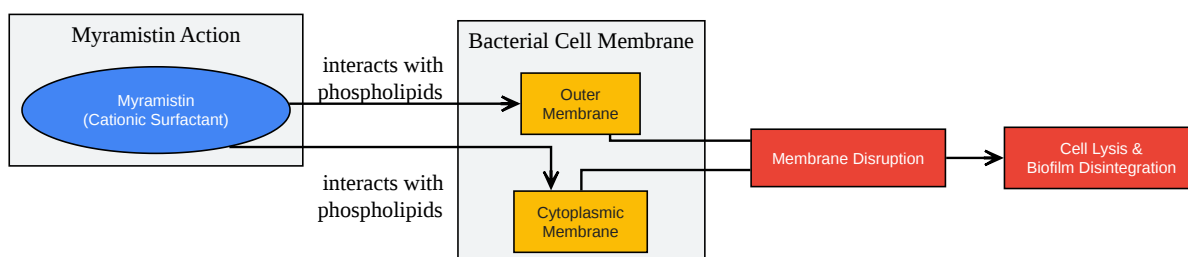 Myramistin Action
Myramistin
(Cationic Surfactant)
interacts with
phospholipids
interacts with
phospholipids
Bacterial Cell Membrane
Outer
Membrane
Cytoplasmic
Membrane
Membrane Disruption
Cell Lysis &
Biofilm Disintegration